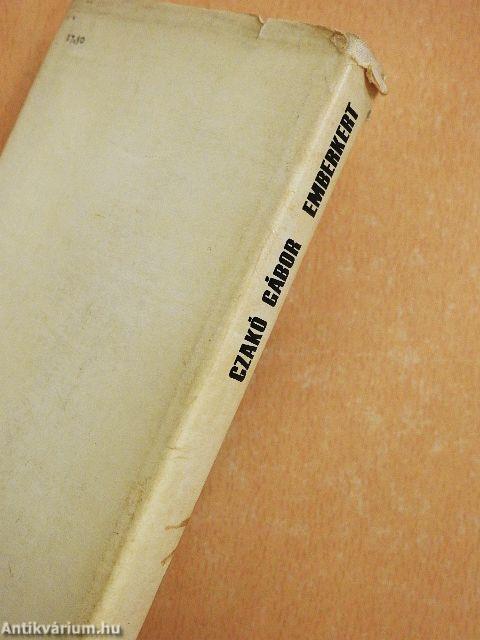 CZAKÓ GÁBOR EMBERKERT
Antikvárium.hu